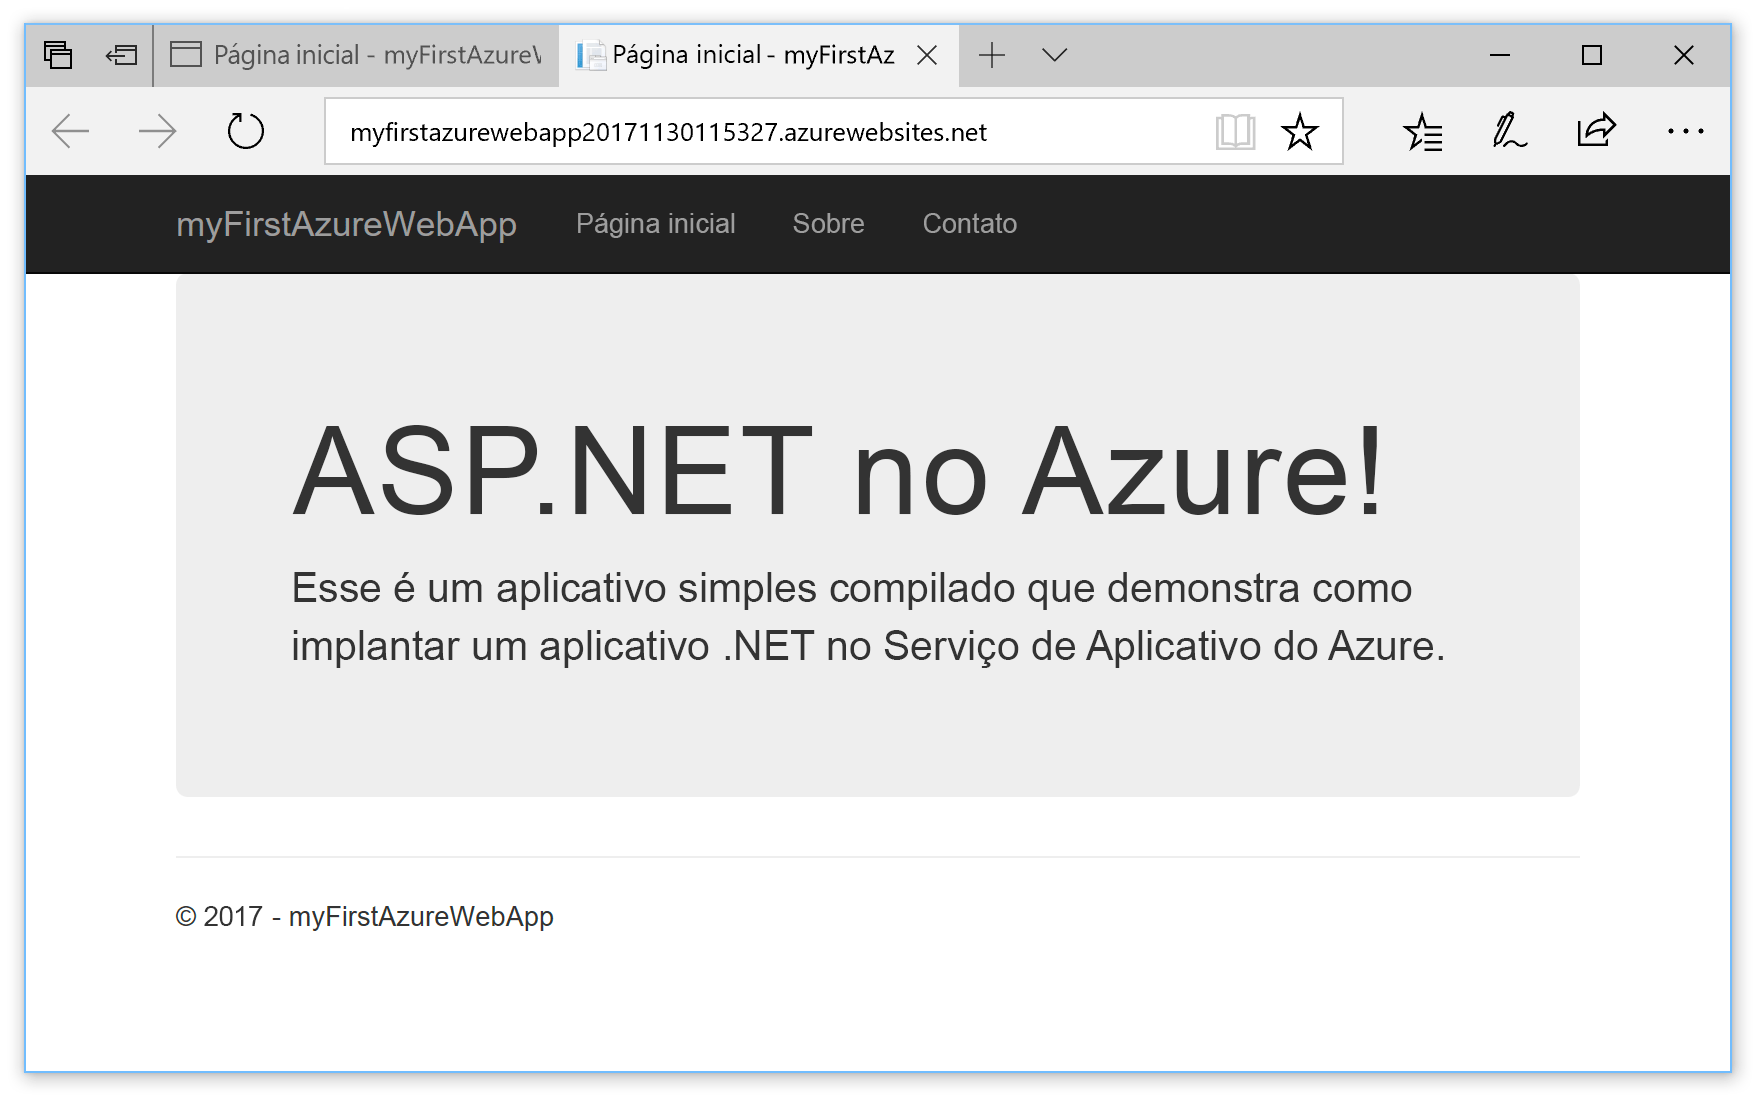 Página inicial - myFirstAzureW
Página inicial - myFirstAz
myfirstazurewebapp20171130115327.azurewebsites.net
myFirstAzureWebApp Página inicial Sobre Contato
ASP.NET no Azure!
Esse é um aplicativo simples compilado que demonstra como
implantar um aplicativo .NET no Serviço de Aplicativo do Azure.
© 2017 - myFirstAzureWebApp